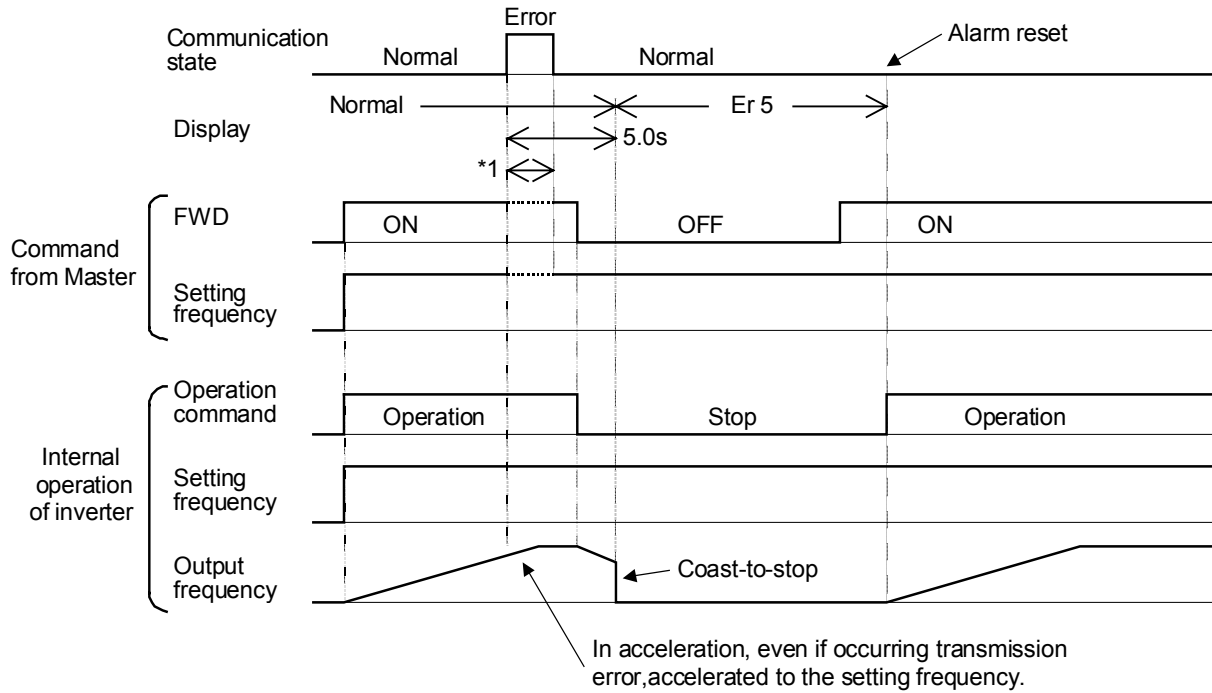 Error
Communication
state
Normal
Normal
Alarm reset
Normal
Er 5
Display
5.0s
*1
FWD
ON
OFF
ON
Command
from Master
Setting
frequency
Operation
command
Operation
Stop
Operation
Internal
operation
of inverter
Setting
frequency
Output
frequency
Coast-to-stop
In acceleration, even if occurring transmission
error,accelerated to the setting frequency.